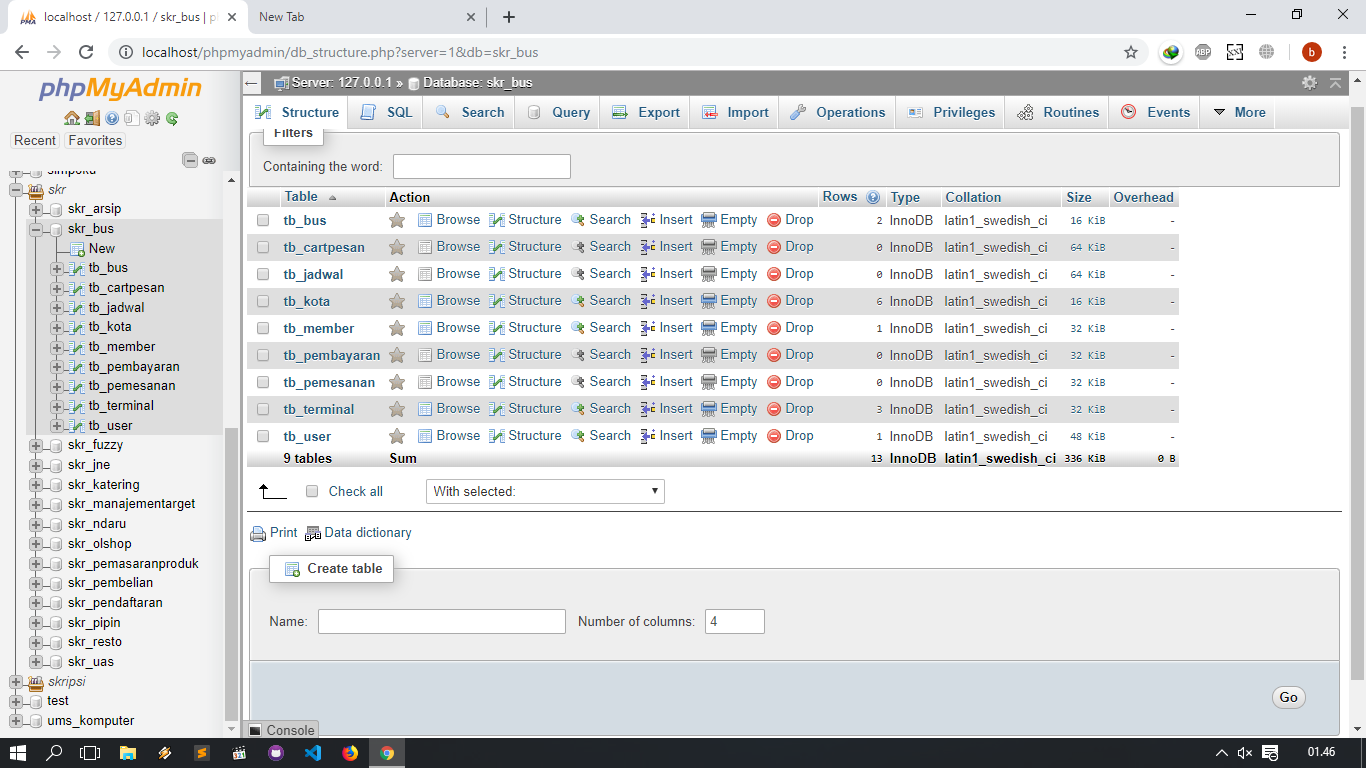 localhost / 127.0.0.1 / skr_bus | p
New Tab
localhost/phpmyadmin/db_structure.php?server=1&db=skr_bus
ABP
b
phpMyAdmin
Recent Favorites
skr
skr_arsip
skr_bus
New
tb_bus
tb_cartpesan
tb_jadwal
tb_kota
tb_member
tb_pembayaran
tb_pemesanan
tb_terminal
tb_user
skr_fuzzy
skr_jne
skr_katering
skr_manajementarget
skr_ndaru
skr_olshop
skr_pemasaranproduk
skr_pembelian
skr_pendaftaran
skr_pipin
skr_resto
skr_uas
skripsi
test
ums_komputer
Server: 127.0.0.1 » Database: skr_bus
Structure SQL Search Query Export Import Operations Privileges Routines Events More
Filters
Containing the word:
Table Action Rows Type Collation Size Overhead
tb_bus Browse Structure Search Insert Empty Drop 2 InnoDB latin1_swedish_ci 16 KiB -
tb_cartpesan Browse Structure Search Insert Empty Drop 0 InnoDB latin1_swedish_ci 64 KiB -
tb_jadwal Browse Structure Search Insert Empty Drop 0 InnoDB latin1_swedish_ci 64 KiB -
tb_kota Browse Structure Search Insert Empty Drop 6 InnoDB latin1_swedish_ci 16 KiB -
tb_member Browse Structure Search Insert Empty Drop 1 InnoDB latin1_swedish_ci 32 KiB -
tb_pembayaran Browse Structure Search Insert Empty Drop 0 InnoDB latin1_swedish_ci 32 KiB -
tb_pemesanan Browse Structure Search Insert Empty Drop 0 InnoDB latin1_swedish_ci 32 KiB -
tb_terminal Browse Structure Search Insert Empty Drop 3 InnoDB latin1_swedish_ci 32 KiB -
tb_user Browse Structure Search Insert Empty Drop 1 InnoDB latin1_swedish_ci 48 KiB -
9 tables Sum 13 InnoDB latin1_swedish_ci 336 KiB 0 B
Check all With selected:
Print Data dictionary
Create table
Name: Number of columns: 4
Go
Console
01.46